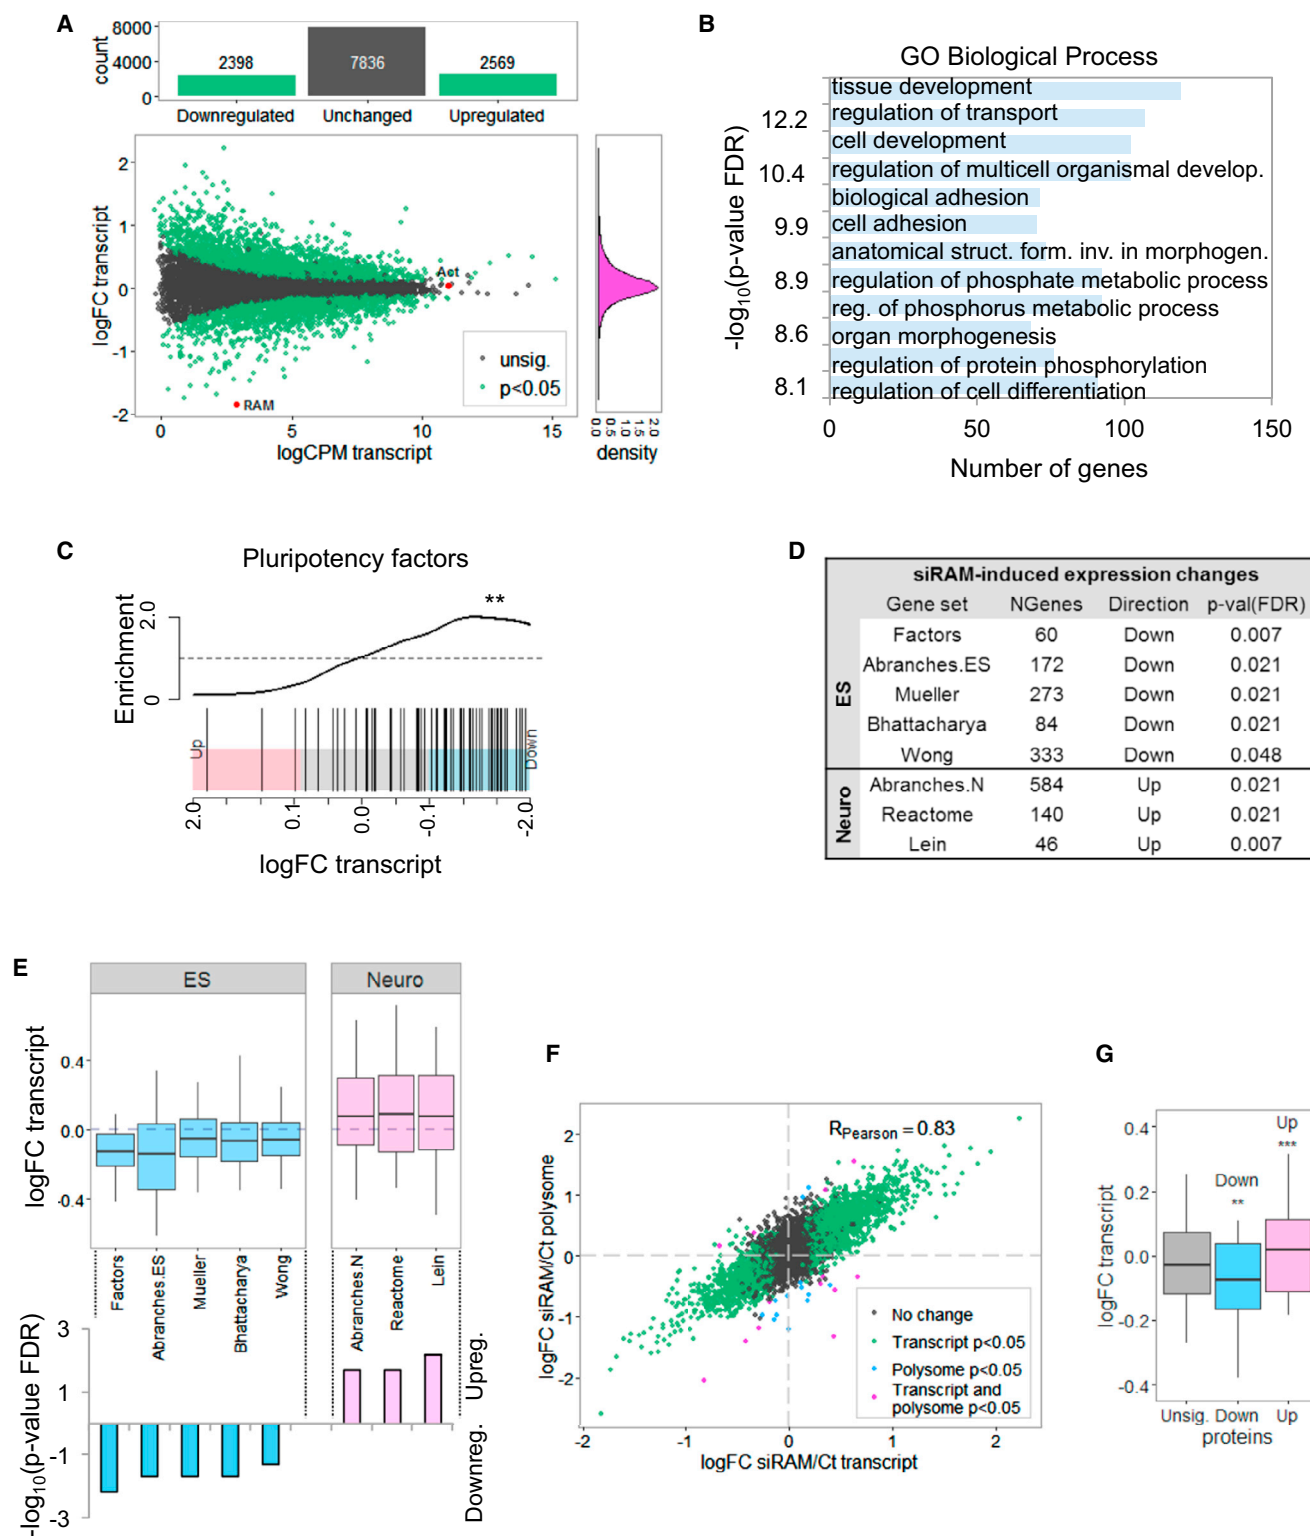 A
8000
4000
0
count
2398
7836
2569
Downregulated
Unchanged
Upregulated
2
1
0
-1
-2
logFC transcript
Act
RAM
unsig.
p<0.05
0
5
10
15
logCPM transcript
0.0
0.5
1.0
1.5
2.0
density
B
GO Biological Process
tissue development
regulation of transport
cell development
regulation of multicell organismal develop.
biological adhesion
cell adhesion
anatomical struct. form. inv. in morphogen.
regulation of phosphate metabolic process
reg. of phosphorus metabolic process
organ morphogenesis
regulation of protein phosphorylation
regulation of cell differentiation
12.2
10.4
9.9
8.9
8.6
8.1
-log10(p-value FDR)
0
50
100
150
Number of genes
C
Pluripotency factors
**
Enrichment
2.0
0
Up
Down
2.0
0.1
0.0
-0.1
-2.0
logFC transcript
D
siRAM-induced expression changes
Gene set NGenes Direction p-val(FDR)
ES
Factors 60 Down 0.007
Abranches.ES 172 Down 0.021
Mueller 273 Down 0.021
Bhattacharya 84 Down 0.021
Wong 333 Down 0.048
Neuro
Abranches.N 584 Up 0.021
Reactome 140 Up 0.021
Lein 46 Up 0.007
E
ES
Neuro
logFC transcript
0.4
0.0
-0.4
Factors
Abranches.ES
Mueller
Bhattacharya
Wong
Abranches.N
Reactome
Lein
3
1
-1
-3
-log10(p-value FDR)
Upreg.
Downreg.
F
RPearson = 0.83
2
1
0
-1
-2
logFC siRAM/Ct polysome
No change
Transcript p<0.05
Polysome p<0.05
Transcript and
polysome p<0.05
-2
-1
0
1
2
logFC siRAM/Ct transcript
G
0.4
0.2
0.0
-0.2
-0.4
logFC transcript
Up
***
Down
**
Unsig.
Down
Up
proteins